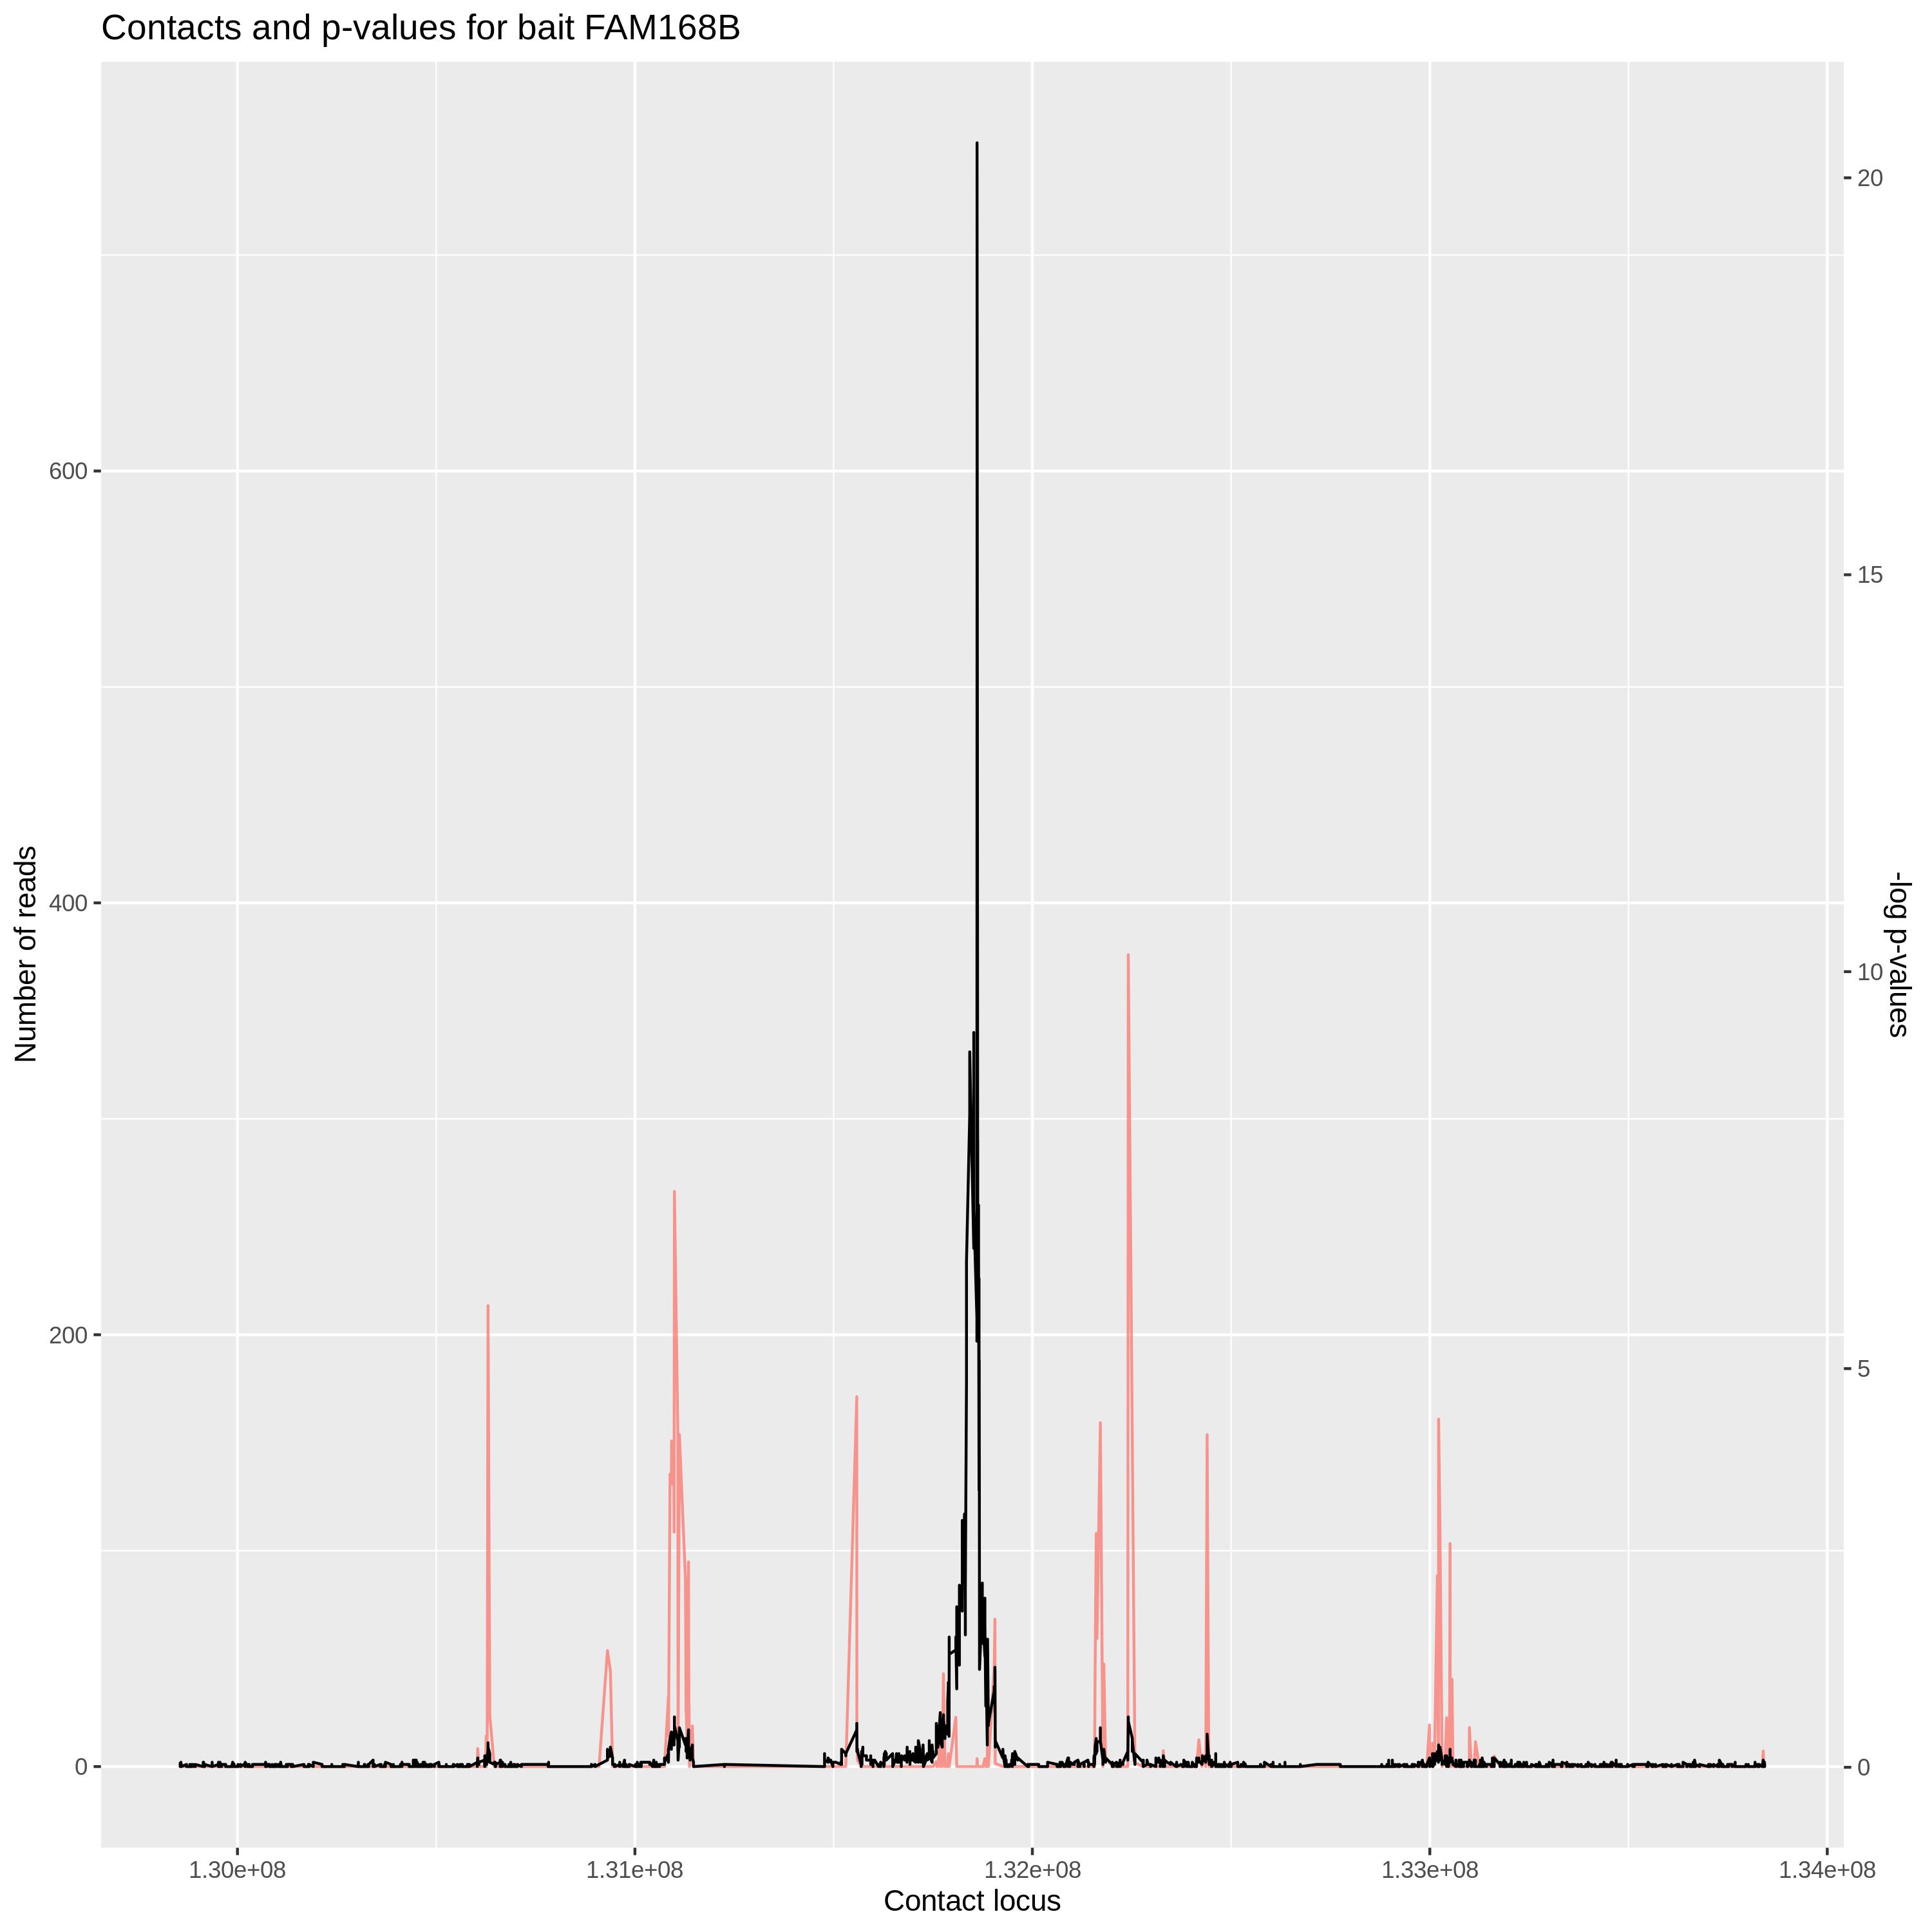 Contacts and p-values for bait FAM168B
Number of reads
600
400
200
0
20
15
10
5
0
-log p-values
1.30e+08
1.31e+08
1.32e+08
1.33e+08
1.34e+08
Contact locus